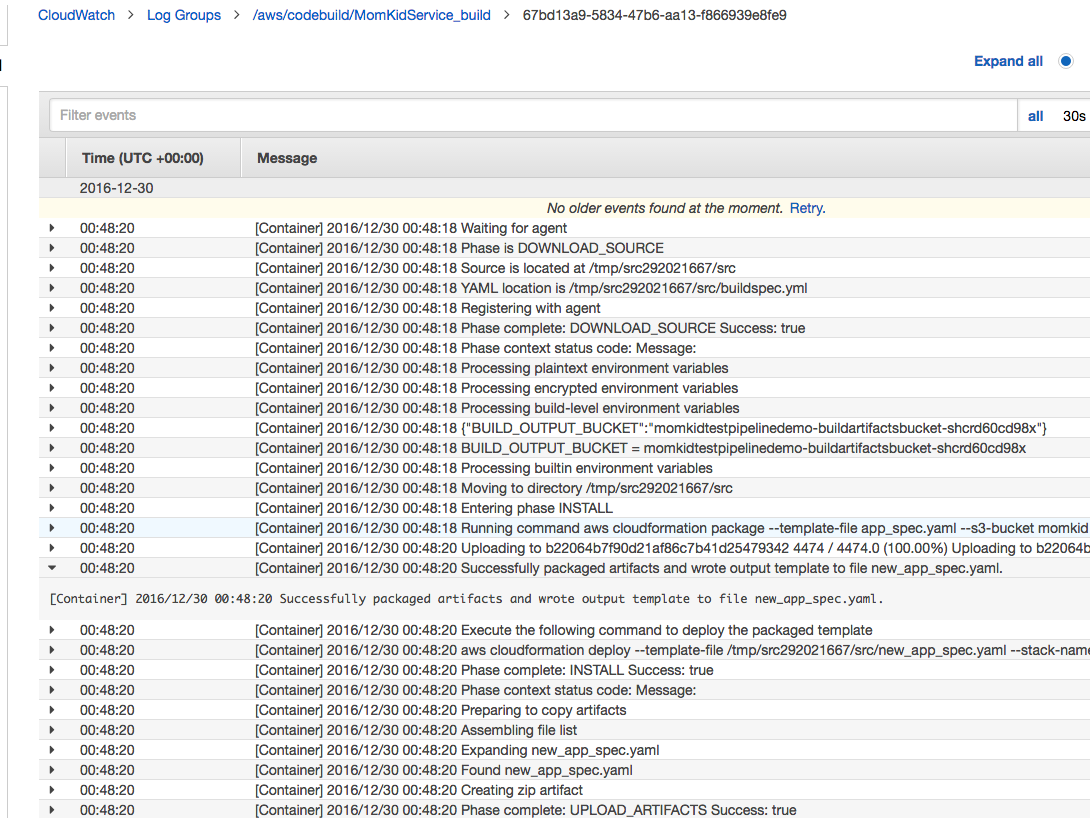 CloudWatch > Log Groups > /aws/codebuild/MomKidService_build > 67bd13a9-5834-47b6-aa13-f866939e8fe9
Expand all
Filter events
all 30s
Time (UTC +00:00) Message
2016-12-30
No older events found at the moment. Retry.
00:48:20 [Container] 2016/12/30 00:48:18 Waiting for agent
00:48:20 [Container] 2016/12/30 00:48:18 Phase is DOWNLOAD_SOURCE
00:48:20 [Container] 2016/12/30 00:48:18 Source is located at /tmp/src292021667/src
00:48:20 [Container] 2016/12/30 00:48:18 YAML location is /tmp/src292021667/src/buildspec.yml
00:48:20 [Container] 2016/12/30 00:48:18 Registering with agent
00:48:20 [Container] 2016/12/30 00:48:18 Phase complete: DOWNLOAD_SOURCE Success: true
00:48:20 [Container] 2016/12/30 00:48:18 Phase context status code: Message:
00:48:20 [Container] 2016/12/30 00:48:18 Processing plaintext environment variables
00:48:20 [Container] 2016/12/30 00:48:18 Processing encrypted environment variables
00:48:20 [Container] 2016/12/30 00:48:18 Processing build-level environment variables
00:48:20 [Container] 2016/12/30 00:48:18 {"BUILD_OUTPUT_BUCKET":"momkidtestpipelinedemo-buildartifactsbucket-shcrd60cd98x"}
00:48:20 [Container] 2016/12/30 00:48:18 BUILD_OUTPUT_BUCKET = momkidtestpipelinedemo-buildartifactsbucket-shcrd60cd98x
00:48:20 [Container] 2016/12/30 00:48:18 Processing builtin environment variables
00:48:20 [Container] 2016/12/30 00:48:18 Moving to directory /tmp/src292021667/src
00:48:20 [Container] 2016/12/30 00:48:18 Entering phase INSTALL
00:48:20 [Container] 2016/12/30 00:48:18 Running command aws cloudformation package --template-file app_spec.yaml --s3-bucket momkid
00:48:20 [Container] 2016/12/30 00:48:20 Uploading to b22064b7f90d21af86c7b41d25479342 4474 / 4474.0 (100.00%) Uploading to b22064b
00:48:20 [Container] 2016/12/30 00:48:20 Successfully packaged artifacts and wrote output template to file new_app_spec.yaml.
[Container] 2016/12/30 00:48:20 Successfully packaged artifacts and wrote output template to file new_app_spec.yaml.
00:48:20 [Container] 2016/12/30 00:48:20 Execute the following command to deploy the packaged template
00:48:20 [Container] 2016/12/30 00:48:20 aws cloudformation deploy --template-file /tmp/src292021667/src/new_app_spec.yaml --stack-name
00:48:20 [Container] 2016/12/30 00:48:20 Phase complete: INSTALL Success: true
00:48:20 [Container] 2016/12/30 00:48:20 Phase context status code: Message:
00:48:20 [Container] 2016/12/30 00:48:20 Preparing to copy artifacts
00:48:20 [Container] 2016/12/30 00:48:20 Assembling file list
00:48:20 [Container] 2016/12/30 00:48:20 Expanding new_app_spec.yaml
00:48:20 [Container] 2016/12/30 00:48:20 Found new_app_spec.yaml
00:48:20 [Container] 2016/12/30 00:48:20 Creating zip artifact
00:48:20 [Container] 2016/12/30 00:48:20 Phase complete: UPLOAD_ARTIFACTS Success: true